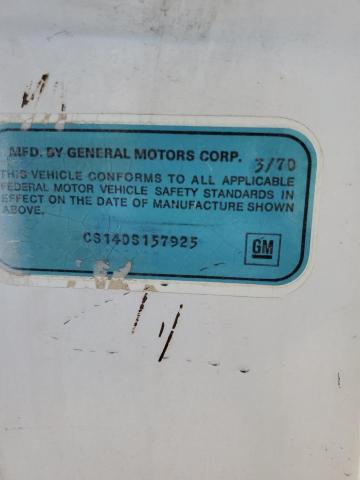 MFD. BY GENERAL MOTORS CORP. 3/70
THIS VEHICLE CONFORMS TO ALL APPLICABLE
FEDERAL MOTOR VEHICLE SAFETY STANDARDS IN
EFFECT ON THE DATE OF MANUFACTURE SHOWN
ABOVE.
CS140S157925
GM